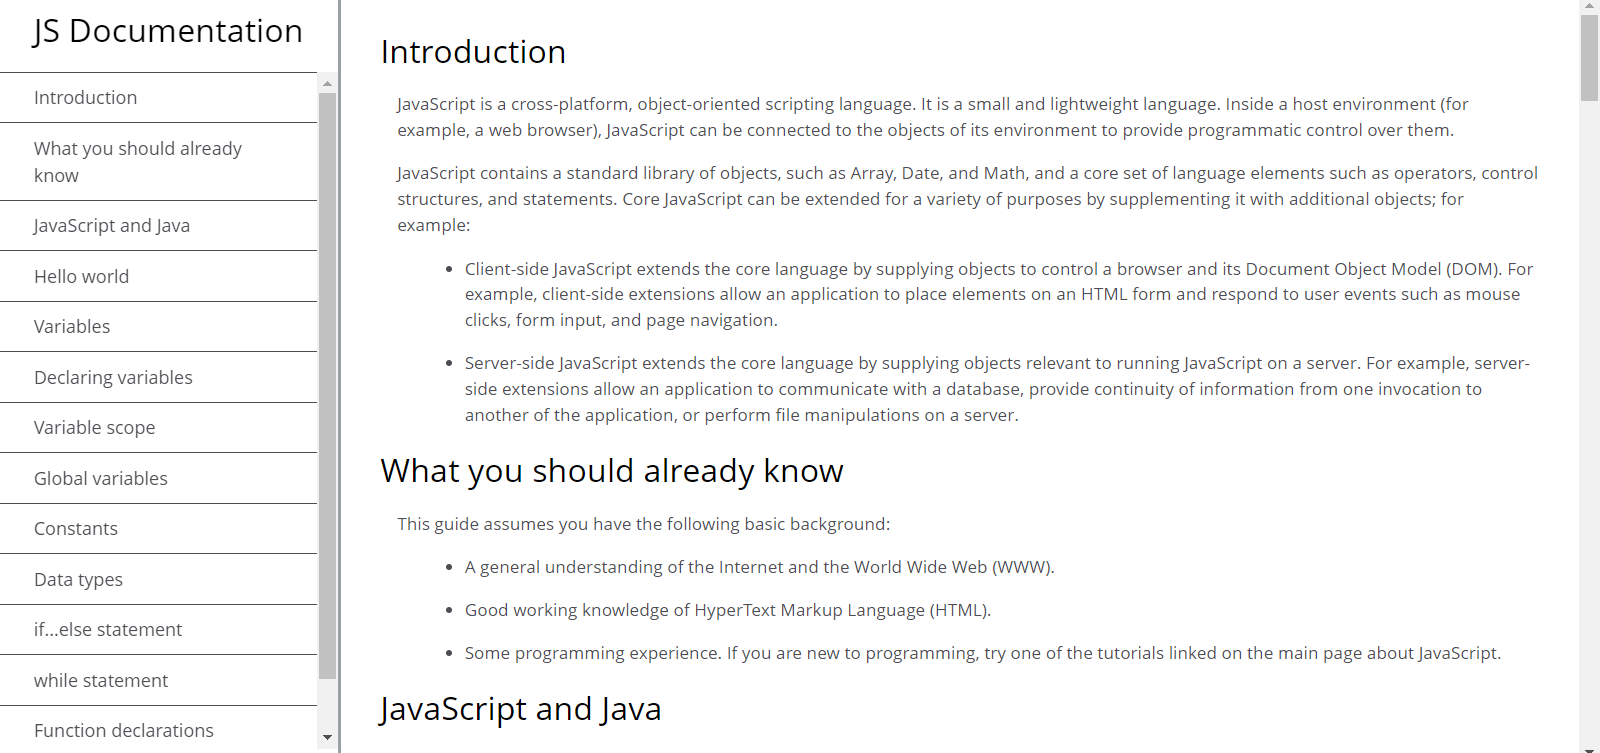 JS Documentation
Introduction
What you should already
know
JavaScript and Java
Hello world
Variables
Declaring variables
Variable scope
Global variables
Constants
Data types
if...else statement
while statement
Function declarations
Introduction
JavaScript is a cross-platform, object-oriented scripting language. It is a small and lightweight language. Inside a host environment (for
example, a web browser), JavaScript can be connected to the objects of its environment to provide programmatic control over them.
JavaScript contains a standard library of objects, such as Array, Date, and Math, and a core set of language elements such as operators, control
structures, and statements. Core JavaScript can be extended for a variety of purposes by supplementing it with additional objects; for
example:
• Client-side JavaScript extends the core language by supplying objects to control a browser and its Document Object Model (DOM). For
example, client-side extensions allow an application to place elements on an HTML form and respond to user events such as mouse
clicks, form input, and page navigation.
• Server-side JavaScript extends the core language by supplying objects relevant to running JavaScript on a server. For example, server-
side extensions allow an application to communicate with a database, provide continuity of information from one invocation to
another of the application, or perform file manipulations on a server.
What you should already know
This guide assumes you have the following basic background:
• A general understanding of the Internet and the World Wide Web (WWW).
• Good working knowledge of HyperText Markup Language (HTML).
• Some programming experience. If you are new to programming, try one of the tutorials linked on the main page about JavaScript.
JavaScript and Java